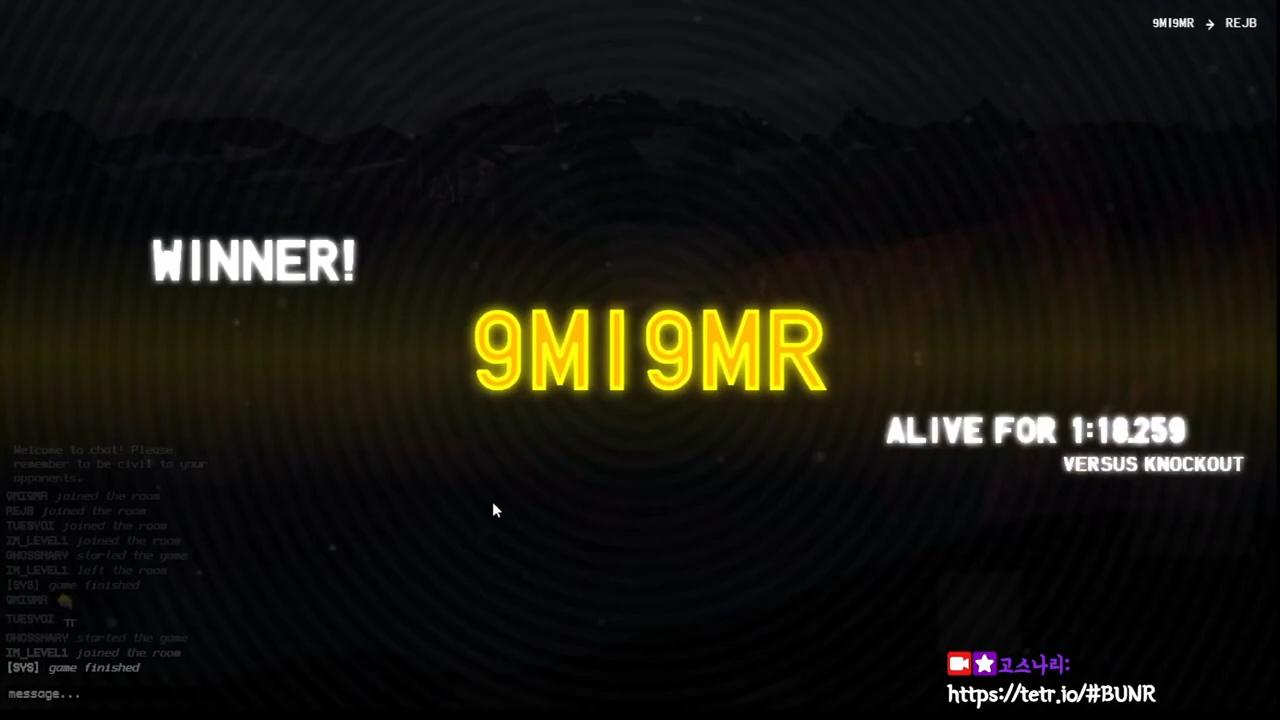 9MI9MR → REJB
WINNER!
9MI9MR
ALIVE FOR 1:18.259
VERSUS KNOCKOUT
Welcome to chat! Please
remember to be civil to your
opponents.
9MI9MR joined the room
REJB joined the room
TUESYOI joined the room
IM_LEVEL1 joined the room
GHOSSNARY started the game
IM_LEVEL1 left the room
[SYS] game finished
9MI9MR
TUESYOI ㅠ
GHOSSNARY started the game
IM_LEVEL1 joined the room
[SYS] game finished
message...
코스나리:
https://tetr.io/#BUNR